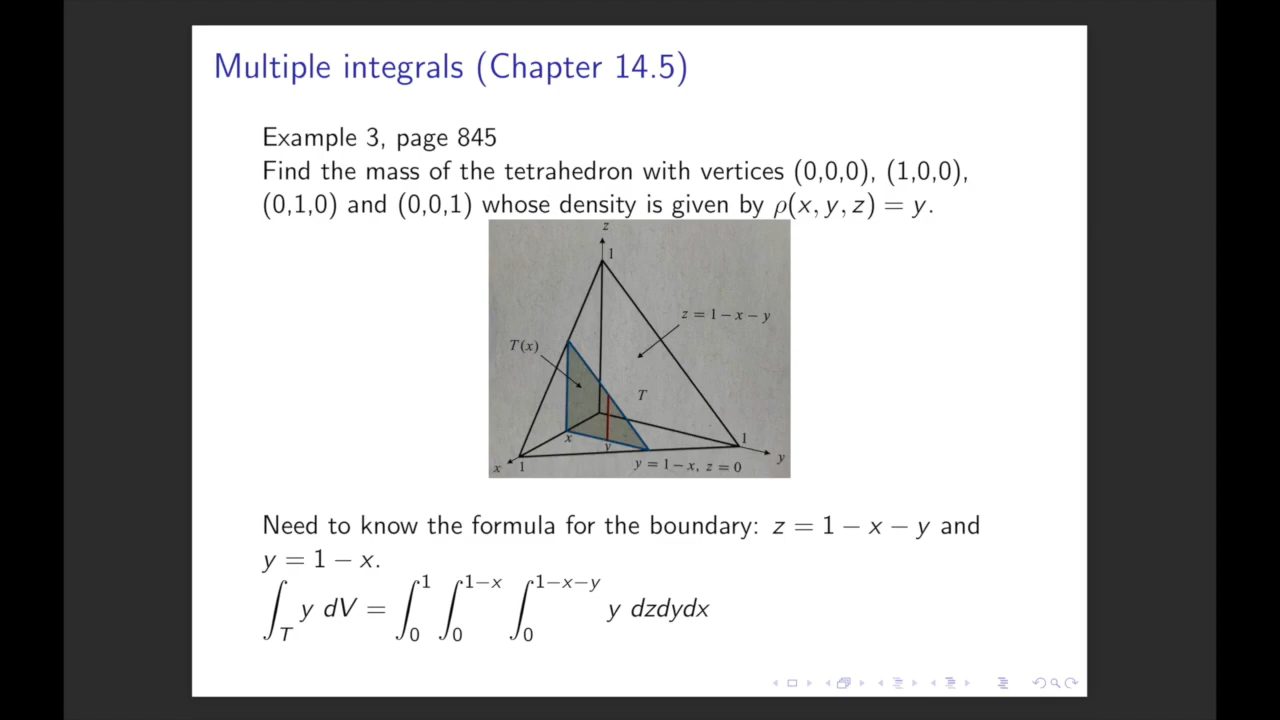 Multiple integrals (Chapter 14.5)
Example 3, page 845
Find the mass of the tetrahedron with vertices (0,0,0), (1,0,0),
(0,1,0) and (0,0,1) whose density is given by ρ(x, y, z) = y.
z
1
z = 1 − x − y
T(x)
T
x
y
1
x 1
y = 1 − x, z = 0
y
Need to know the formula for the boundary: z = 1 − x − y and
y = 1 − x.
∫_T y dV = ∫_0^1 ∫_0^{1−x} ∫_0^{1−x−y} y dzdydx